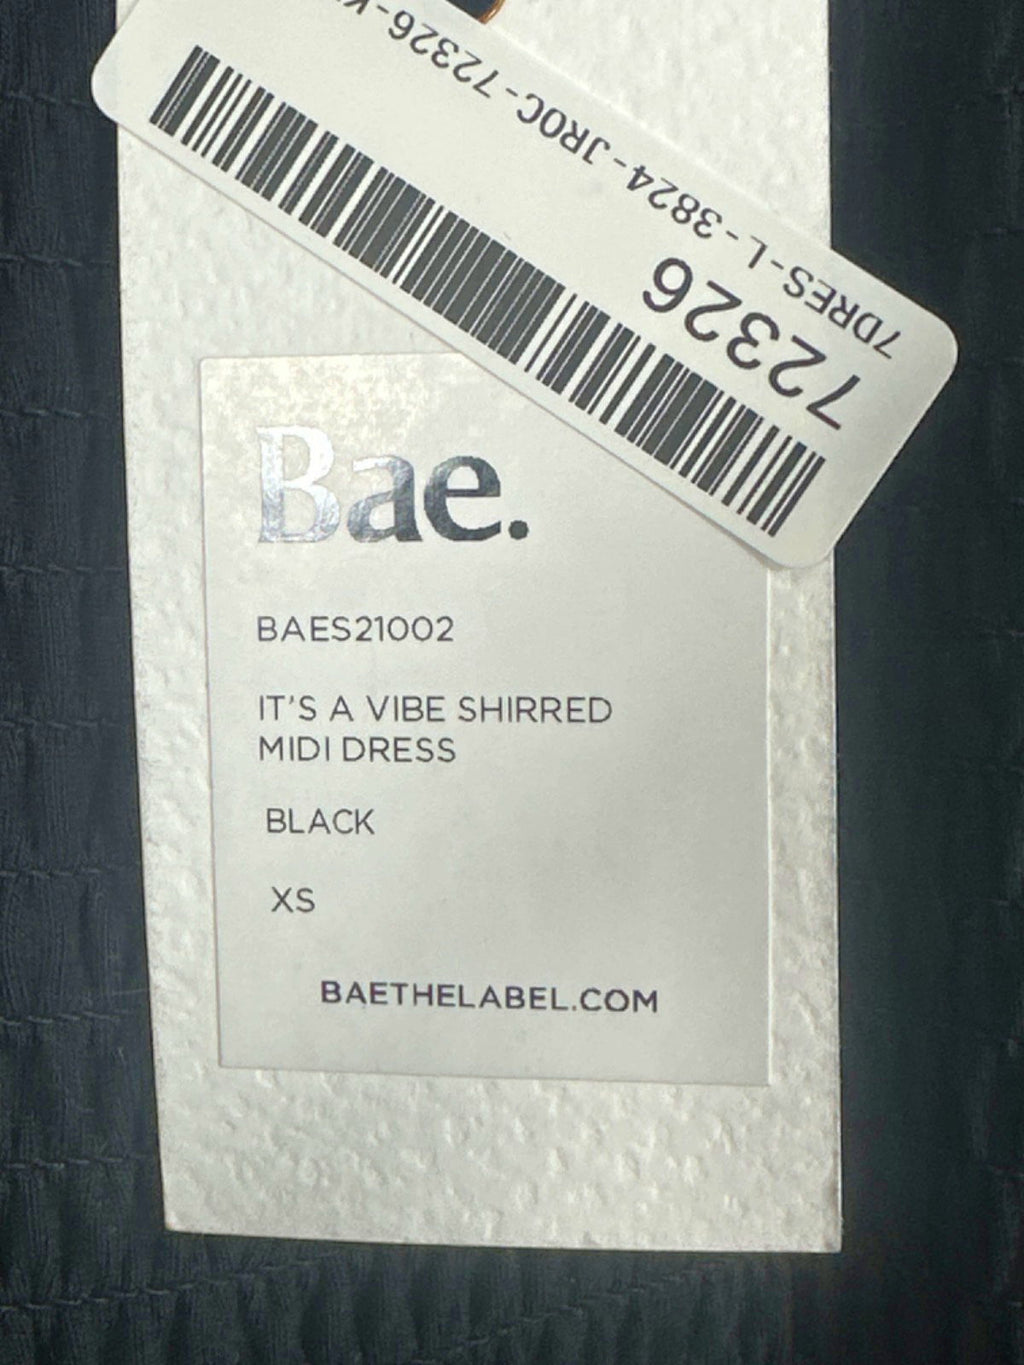 7DRES-L-3824-JROC-72326-
72326
Bae.
BAES21002
IT'S A VIBE SHIRRED
MIDI DRESS
BLACK
XS
BAETHELABEL.COM